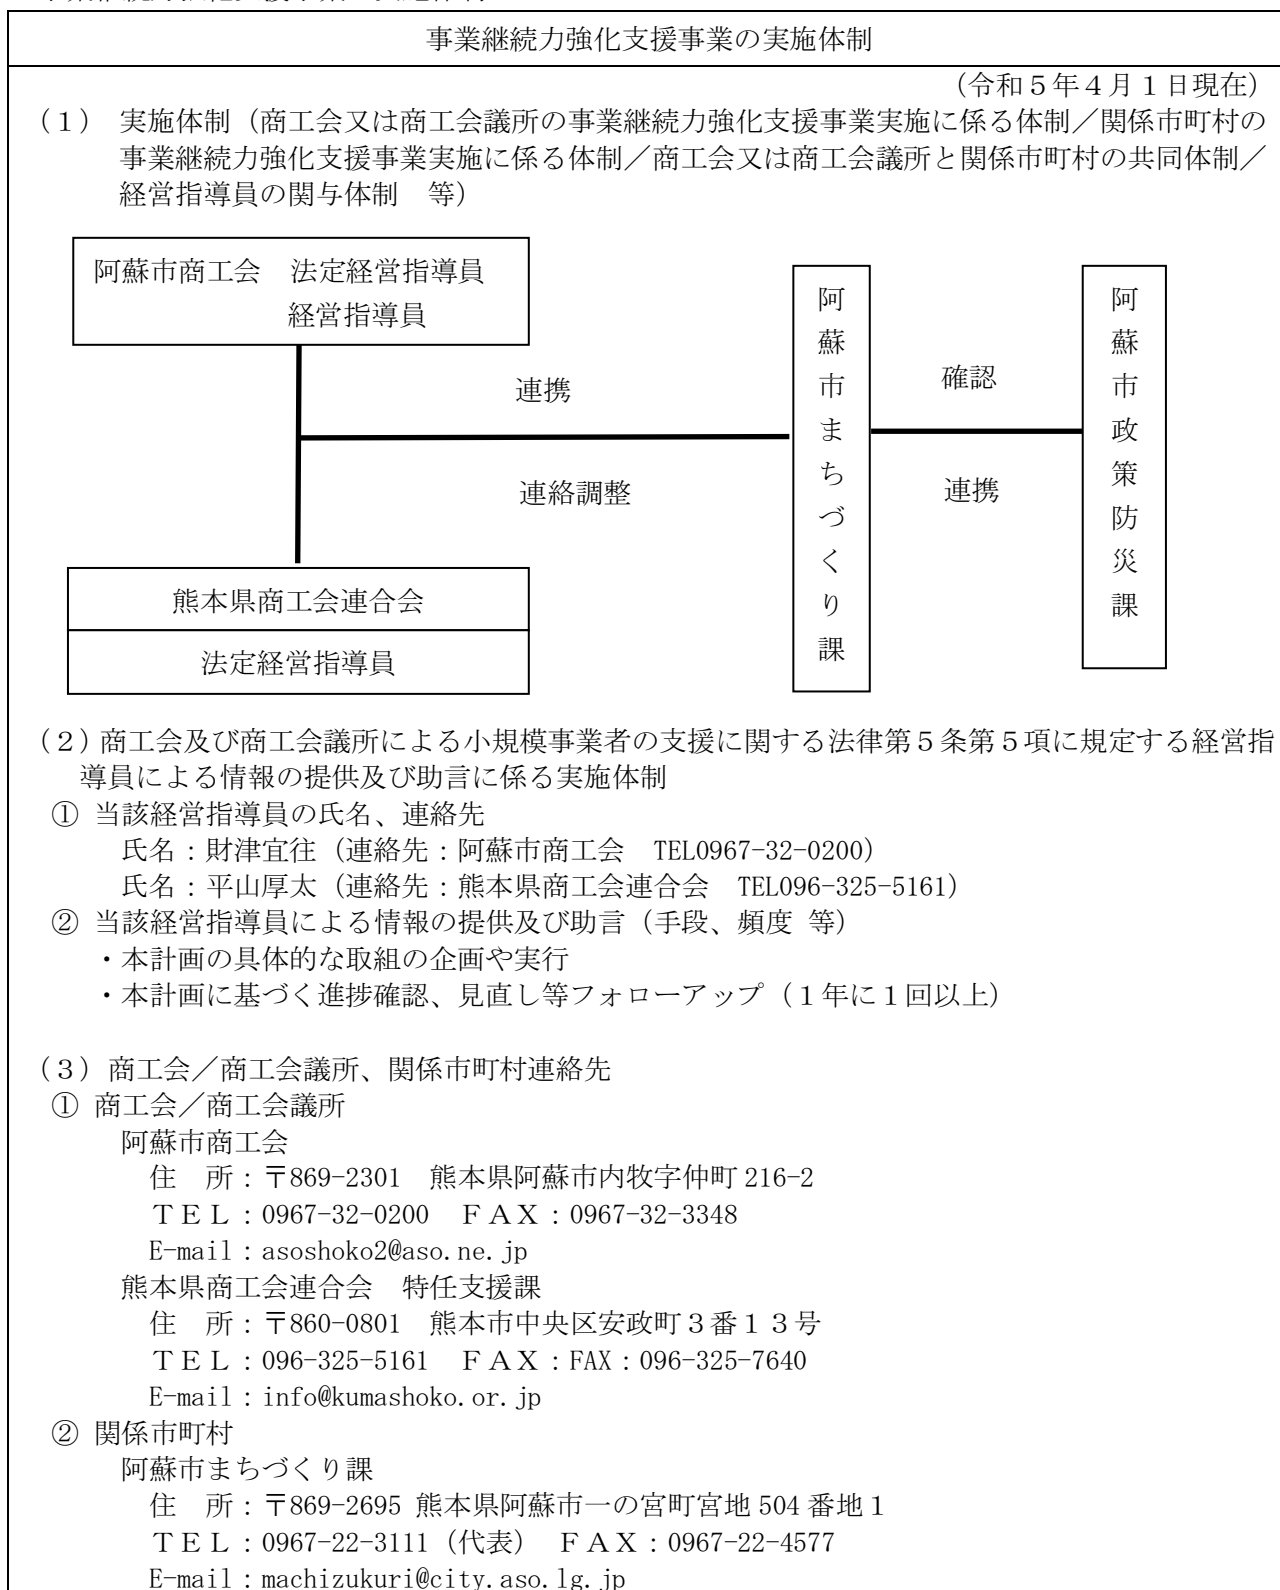 事業継続力強化支援事業の実施体制
(令和5年4月1日現在)
(1) 実施体制(商工会又は商工会議所の事業継続力強化支援事業実施に係る体制/関係市町村の
事業継続力強化支援事業実施に係る体制/商工会又は商工会議所と関係市町村の共同体制/
経営指導員の関与体制 等)
阿蘇市商工会 法定経営指導員
経営指導員
連携
連絡調整
熊本県商工会連合会
法定経営指導員
阿蘇市まちづくり課
確認
連携
阿蘇市政策防災課
(2)商工会及び商工会議所による小規模事業者の支援に関する法律第5条第5項に規定する経営指
導員による情報の提供及び助言に係る実施体制
① 当該経営指導員の氏名、連絡先
氏名:財津宜往(連絡先:阿蘇市商工会 TEL0967-32-0200)
氏名:平山厚太(連絡先:熊本県商工会連合会 TEL096-325-5161)
② 当該経営指導員による情報の提供及び助言(手段、頻度 等)
・本計画の具体的な取組の企画や実行
・本計画に基づく進捗確認、見直し等フォローアップ(1年に1回以上)
(3)商工会/商工会議所、関係市町村連絡先
① 商工会/商工会議所
阿蘇市商工会
住 所:〒869-2301 熊本県阿蘇市内牧字仲町216-2
TEL:0967-32-0200 FAX:0967-32-3348
E-mail:asoshoko2@aso.ne.jp
熊本県商工会連合会 特任支援課
住 所:〒860-0801 熊本市中央区安政町3番13号
TEL:096-325-5161 FAX:FAX:096-325-7640
E-mail:info@kumashoko.or.jp
② 関係市町村
阿蘇市まちづくり課
住 所:〒869-2695 熊本県阿蘇市一の宮町宮地504番地1
TEL:0967-22-3111(代表) FAX:0967-22-4577
E-mail:machizukuri@city.aso.lg.jp